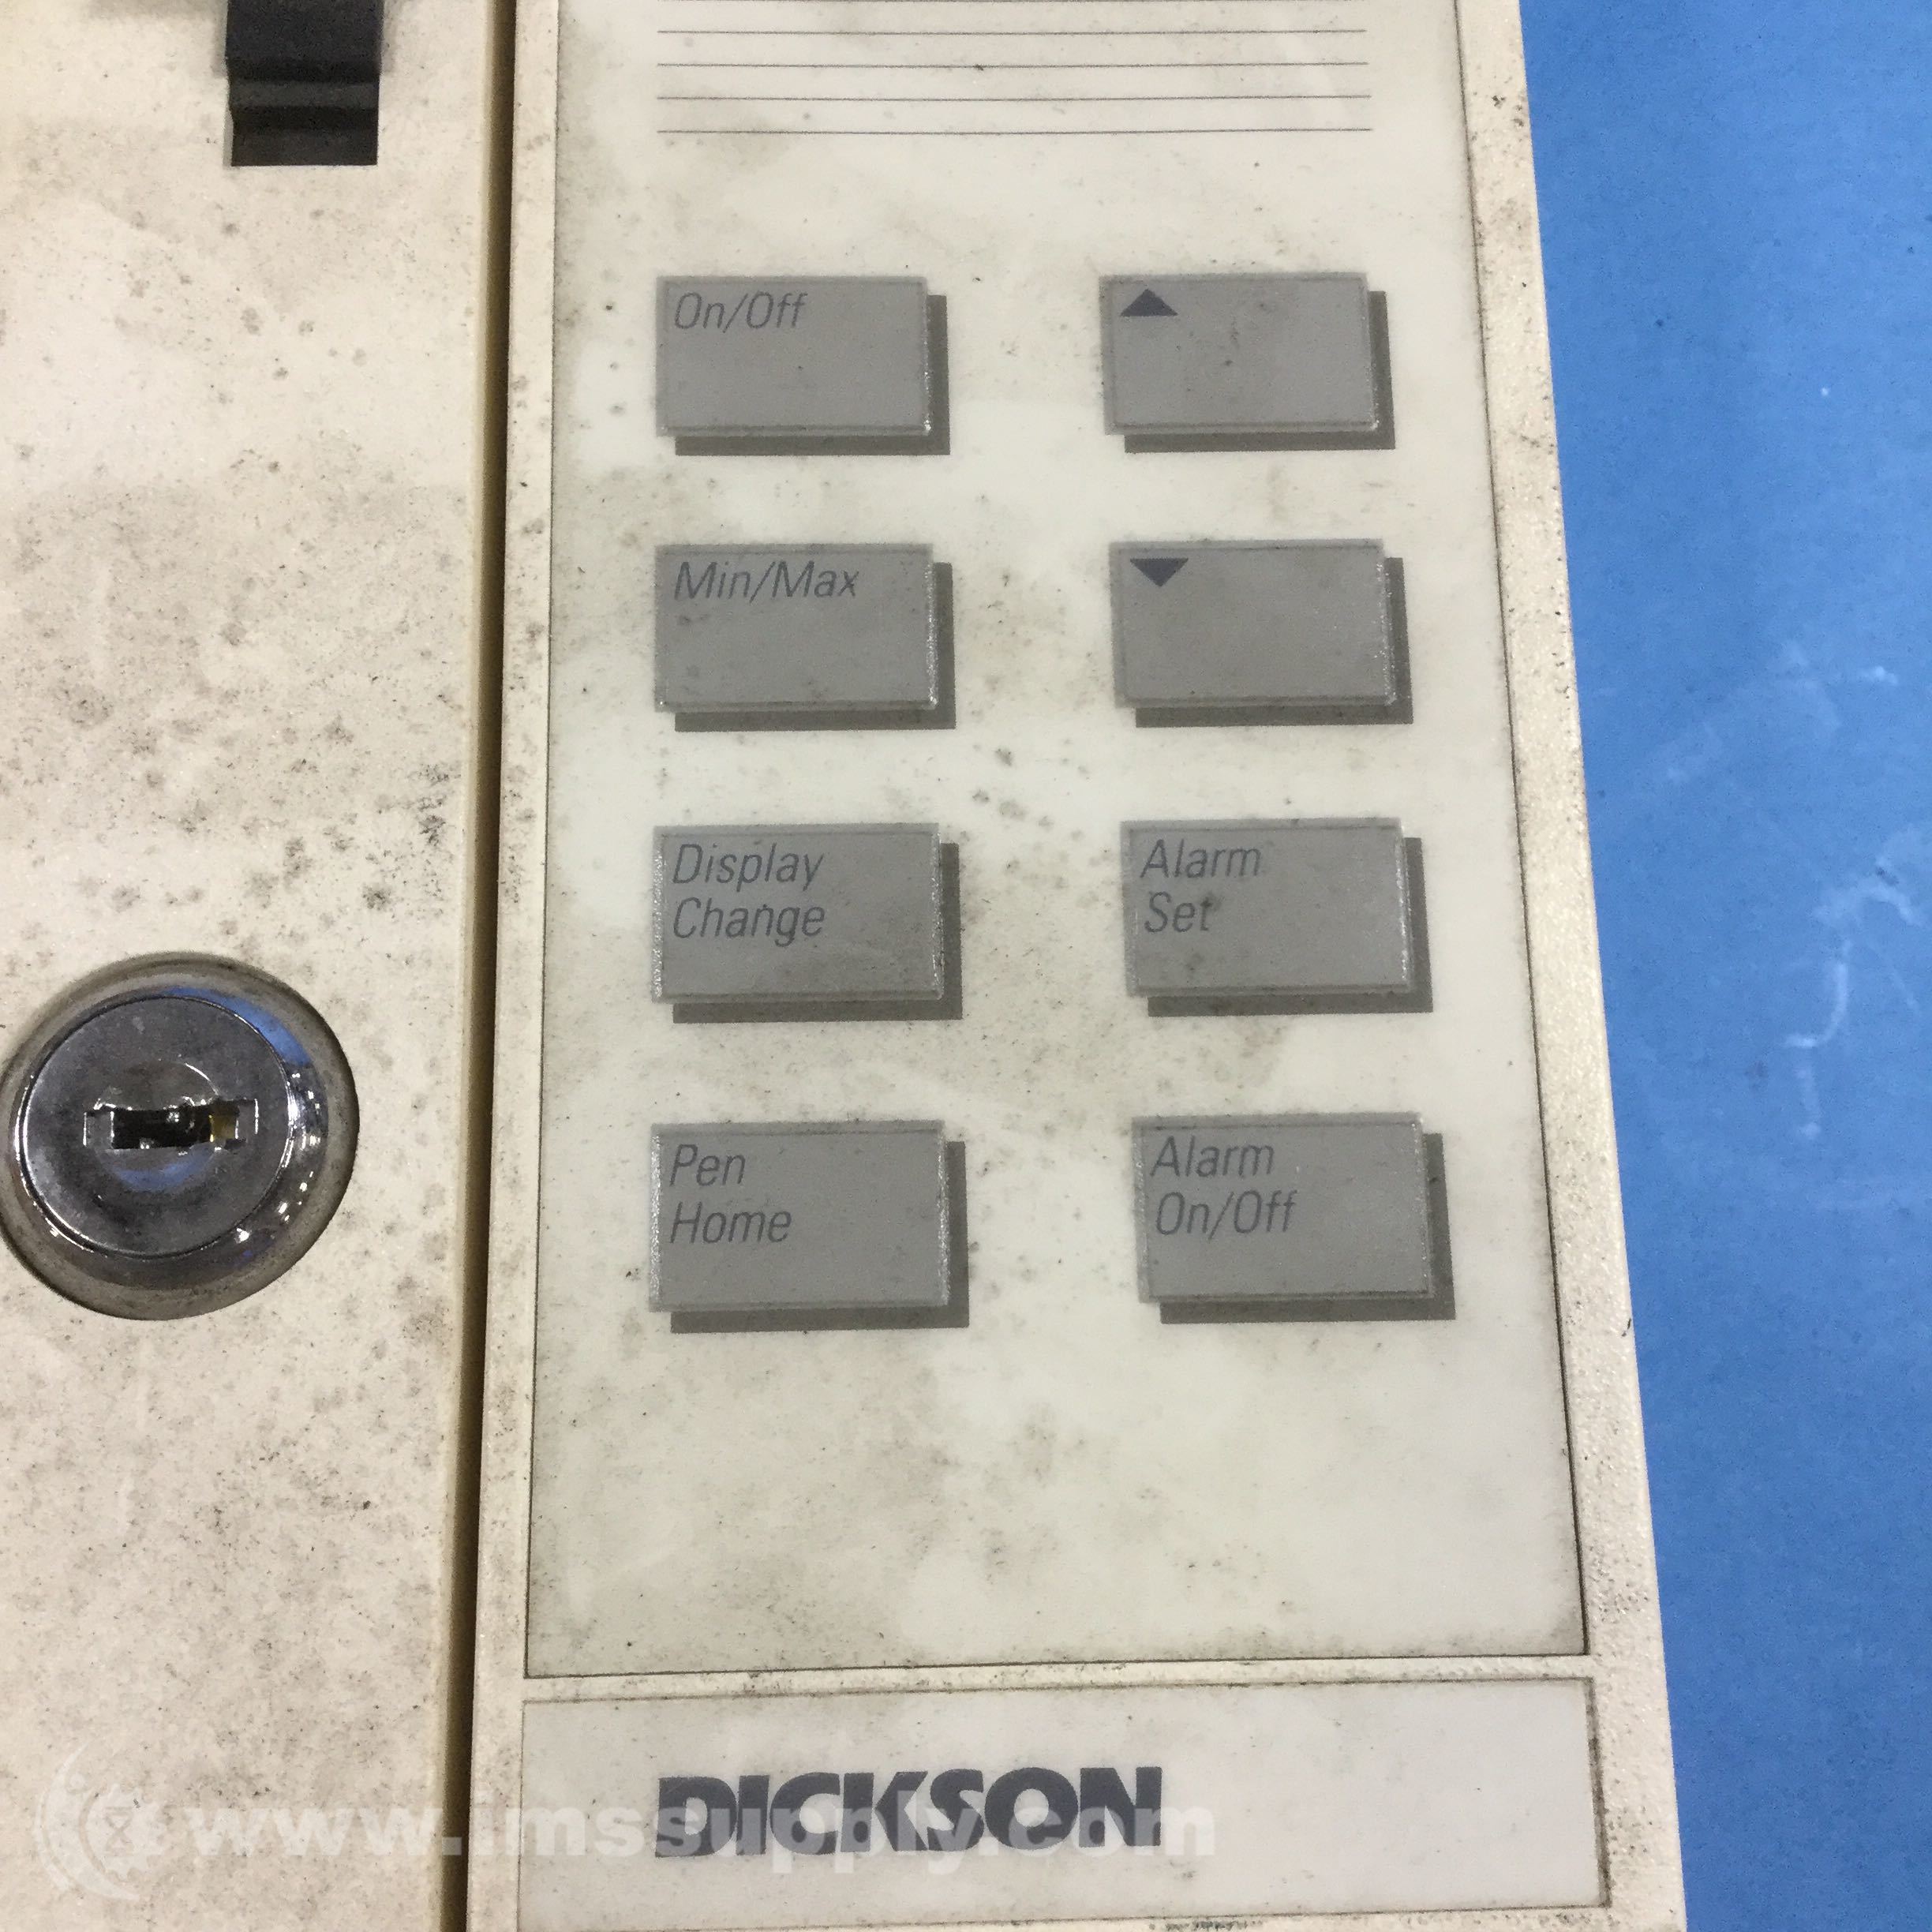 On/Off
Min/Max
Display
Change
Alarm
Set
Pen
Home
Alarm
On/Off
DICKSON
www.imssupply.com